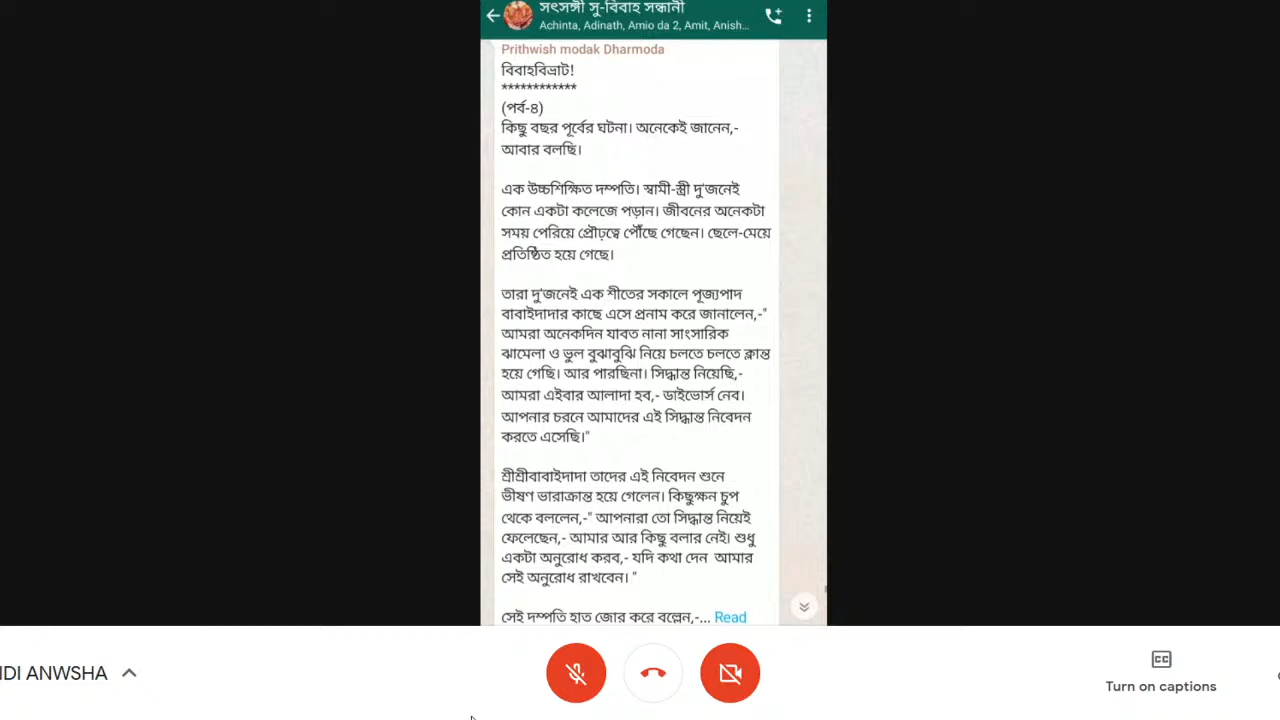 সৎসঙ্গী সু-বিবাহ সন্ধানী
Achinta, Adinath, Amio da 2, Amit, Anish...
Prithwish modak Dharmoda
বিবাহবিভ্রাট!
************
(পর্ব-৪)
কিছু বছর পূর্বের ঘটনা। অনেকেই জানেন,-
আবার বলছি।
এক উচ্চশিক্ষিত দম্পতি। স্বামী-স্ত্রী দু'জনেই
কোন একটা কলেজে পড়ান। জীবনের অনেকটা
সময় পেরিয়ে প্রৌঢ়ত্বে পৌঁছে গেছেন। ছেলে-মেয়ে
প্রতিষ্ঠিত হয়ে গেছে।
তারা দু'জনেই এক শীতের সকালে পূজ্যপাদ
বাবাইদাদার কাছে এসে প্রনাম করে জানালেন,-"
আমরা অনেকদিন যাবত নানা সাংসারিক
ঝামেলা ও ভুল বুঝাবুঝি নিয়ে চলতে চলতে ক্লান্ত
হয়ে গেছি। আর পারছিনা। সিদ্ধান্ত নিয়েছি,-
আমরা এইবার আলাদা হব,- ডাইভোর্স নেব।
আপনার চরনে আমাদের এই সিদ্ধান্ত নিবেদন
করতে এসেছি।"
শ্রীশ্রীবাবাইদাদা তাদের এই নিবেদন শুনে
ভীষণ ভারাক্রান্ত হয়ে গেলেন। কিছুক্ষন চুপ
থেকে বললেন,-" আপনারা তো সিদ্ধান্ত নিয়েই
ফেলেছেন,- আমার আর কিছু বলার নেই। শুধু
একটা অনুরোধ করব,- যদি কথা দেন আমার
সেই অনুরোধ রাখবেন। "
সেই দম্পতি হাত জোর করে বল্লেন,-... Read
IDI ANWSHA
Turn on captions